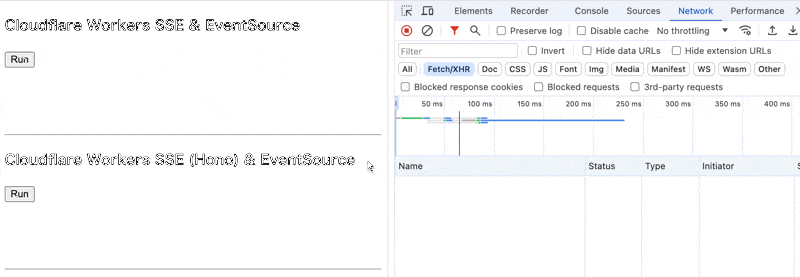 Cloudflare Workers SSE & EventSource
Run
Cloudflare Workers SSE (Hono) & EventSource
Run
Elements Recorder Console Sources Network Performance
Preserve log Disable cache No throttling
Filter Invert Hide data URLs Hide extension URLs
All Fetch/XHR Doc CSS JS Font Img Media Manifest WS Wasm Other
Blocked response cookies Blocked requests 3rd-party requests
50 ms 100 ms 150 ms 200 ms 250 ms 300 ms 350 ms 400 ms
Name Status Type Initiator S